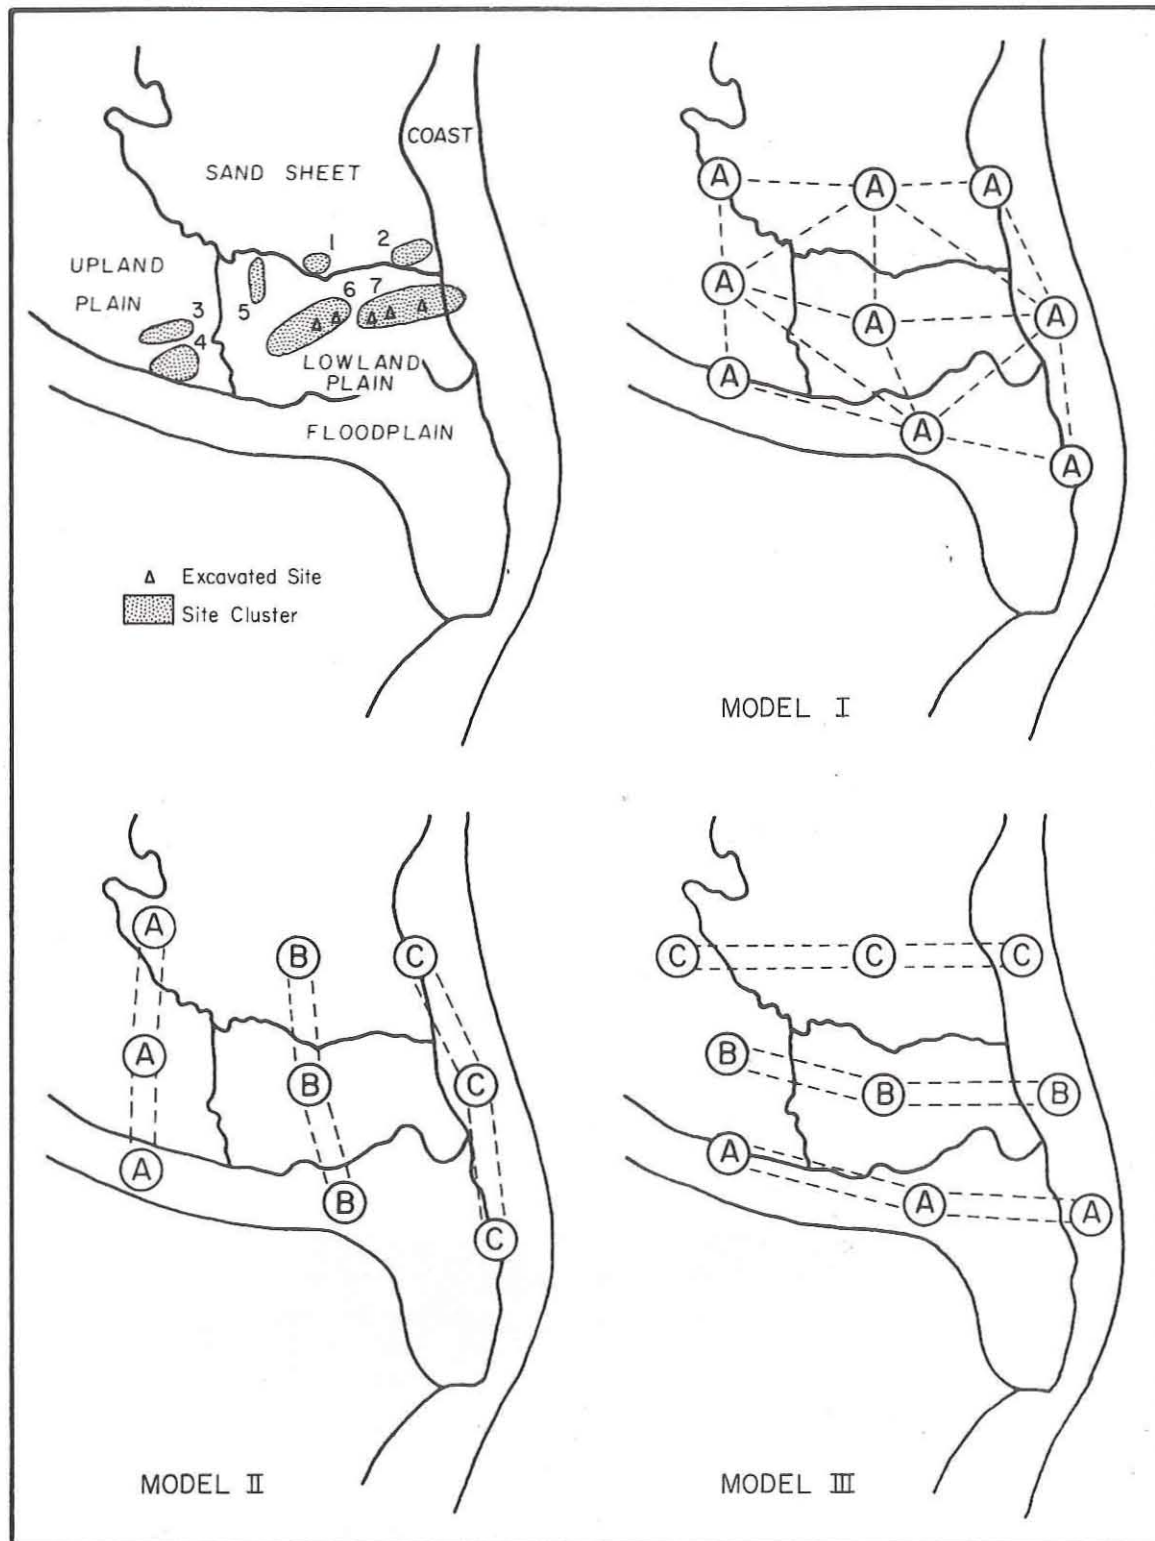 COAST
SAND SHEET
1
2
UPLAND
PLAIN
3
4
5
6
7
LOWLAND
PLAIN
FLOODPLAIN
Excavated Site
Site Cluster
A
A
A
A
A
A
A
A
A
MODEL I
A
B
C
A
B
C
A
B
C
MODEL II
C
C
C
B
B
B
A
A
A
MODEL III